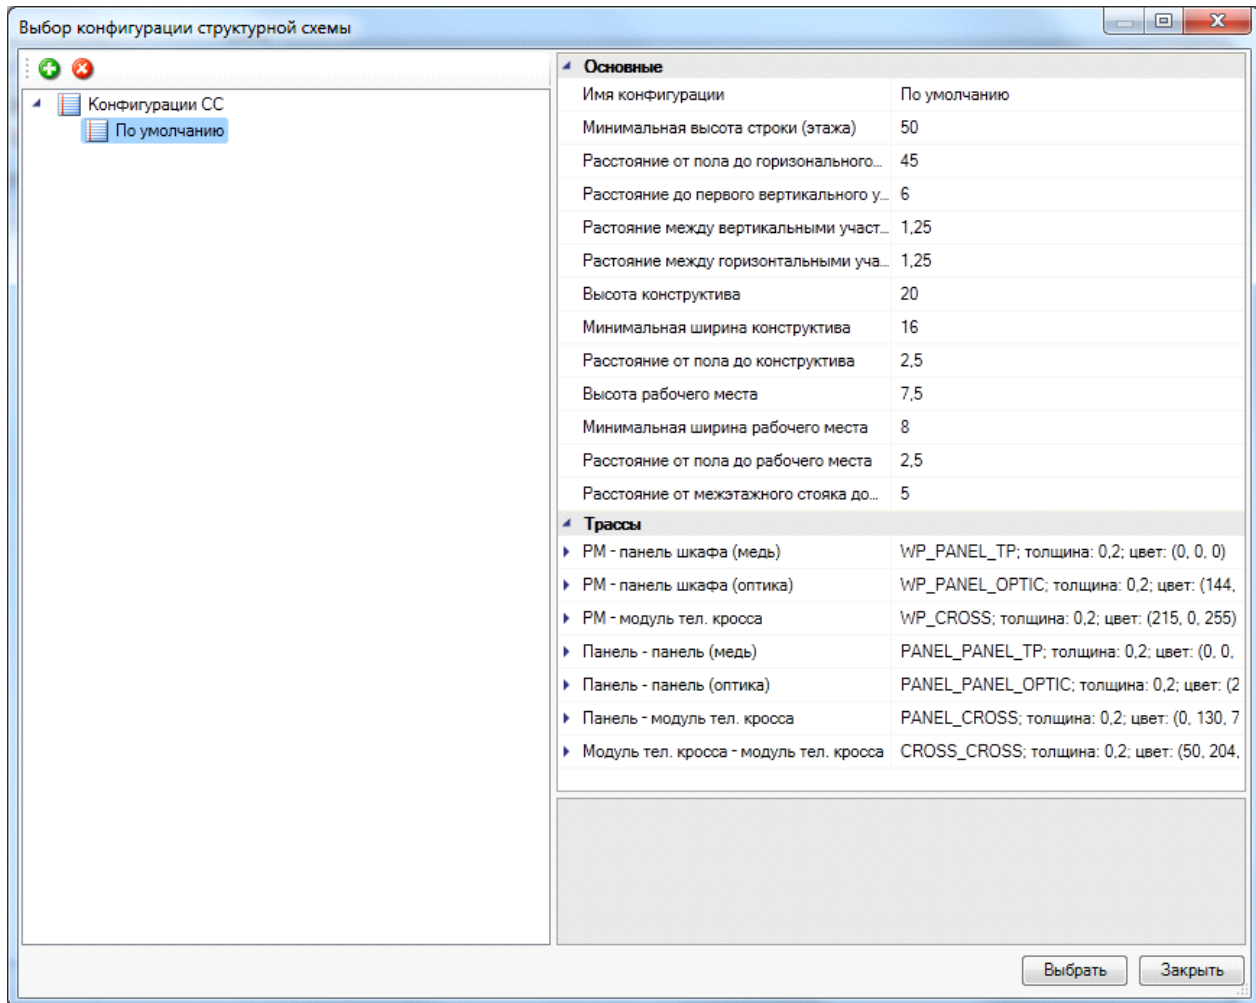 Выбор конфигурации структурной схемы
Конфигурации СС
По умолчанию
Основные
Имя конфигурации По умолчанию
Минимальная высота строки (этажа) 50
Расстояние от пола до горизонального... 45
Расстояние до первого вертикального у... 6
Растояние между вертикальными участ... 1,25
Растояние между горизонтальными уча... 1,25
Высота конструктива 20
Минимальная ширина конструктива 16
Расстояние от пола до конструктива 2,5
Высота рабочего места 7,5
Минимальная ширина рабочего места 8
Расстояние от пола до рабочего места 2,5
Расстояние от межэтажного стояка до... 5
Трассы
РМ - панель шкафа (медь) WP_PANEL_TP; толщина: 0,2; цвет: (0, 0, 0)
РМ - панель шкафа (оптика) WP_PANEL_OPTIC; толщина: 0,2; цвет: (144,
РМ - модуль тел. кросса WP_CROSS; толщина: 0,2; цвет: (215, 0, 255)
Панель - панель (медь) PANEL_PANEL_TP; толщина: 0,2; цвет: (0, 0,
Панель - панель (оптика) PANEL_PANEL_OPTIC; толщина: 0,2; цвет: (2
Панель - модуль тел. кросса PANEL_CROSS; толщина: 0,2; цвет: (0, 130, 7
Модуль тел. кросса - модуль тел. кросса CROSS_CROSS; толщина: 0,2; цвет: (50, 204,
Выбрать Закрыть